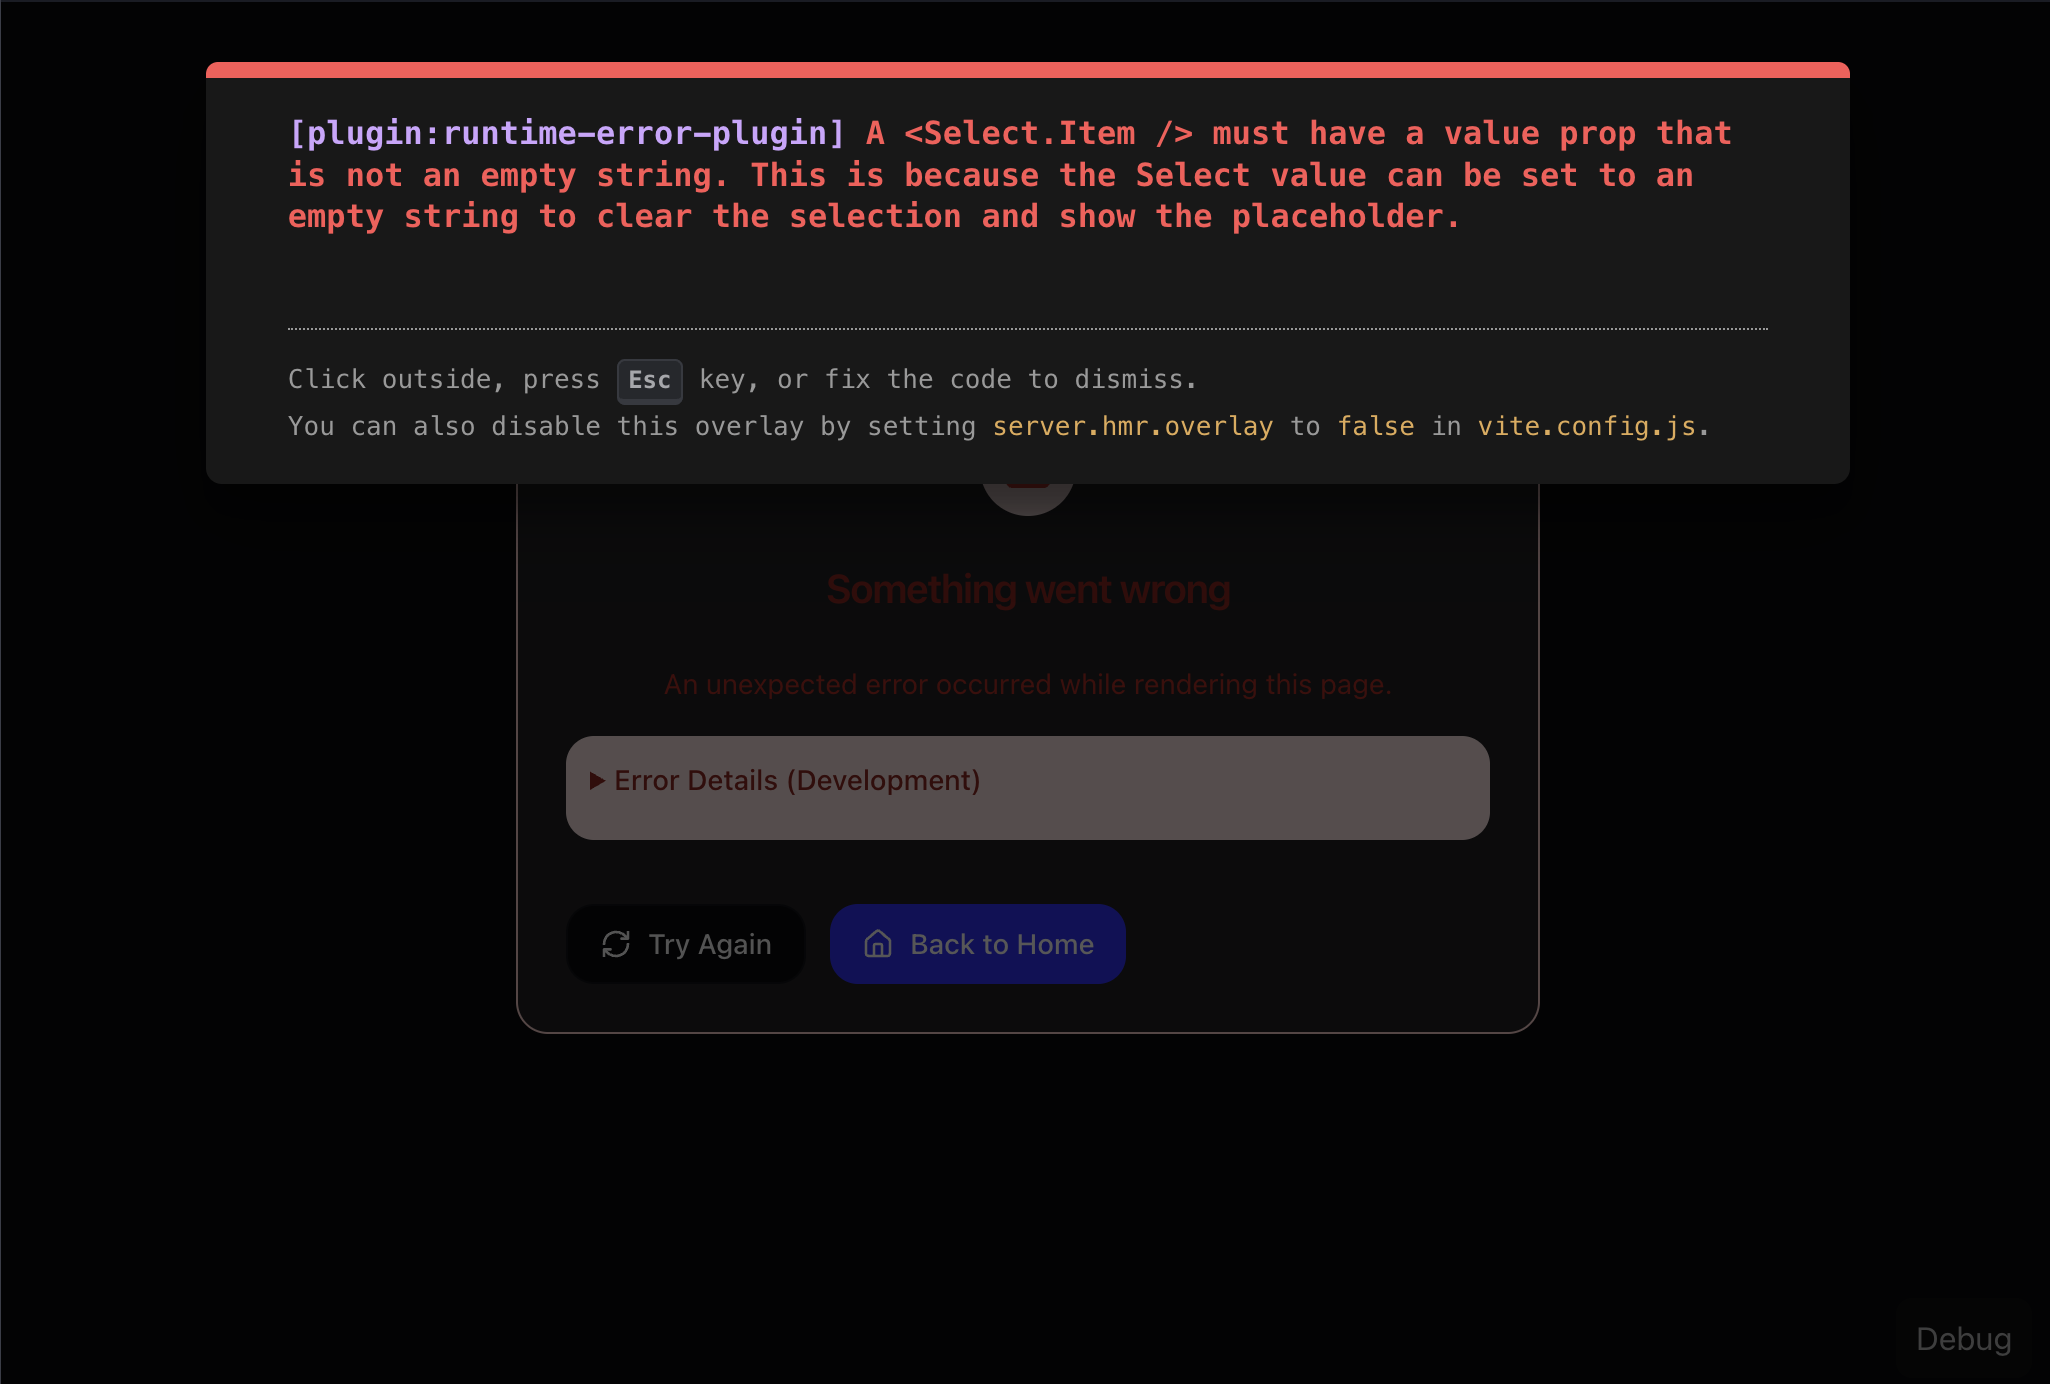 [plugin:runtime-error-plugin] A <Select.Item /> must have a value prop that
is not an empty string. This is because the Select value can be set to an
empty string to clear the selection and show the placeholder.
Click outside, press Esc key, or fix the code to dismiss.
You can also disable this overlay by setting server.hmr.overlay to false in vite.config.js.
Something went wrong
An unexpected error occurred while rendering this page.
Error Details (Development)
Try Again
Back to Home
Debug